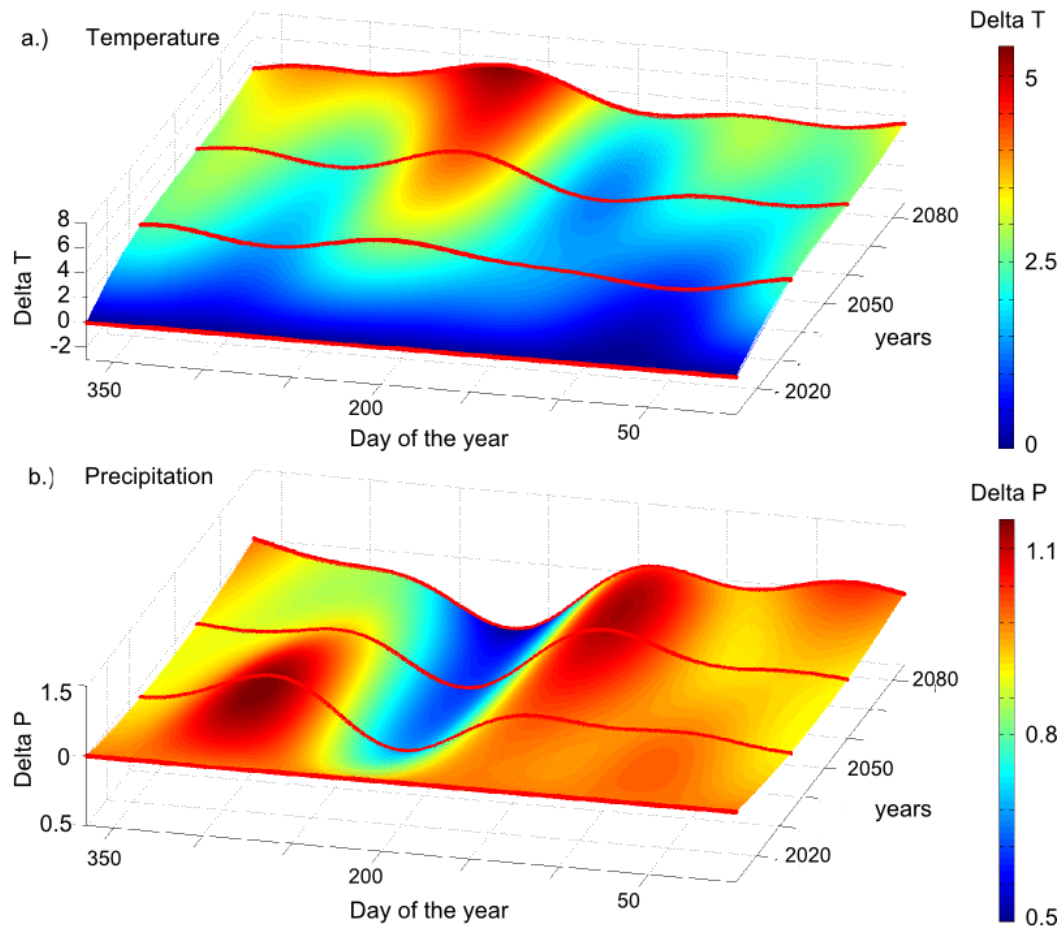 a.) Temperature
Delta T
5
2.5
0
8
6
4
2
0
-2
Delta T
350
200
50
Day of the year
2020
2050
2080
years
b.) Precipitation
Delta P
1.1
0.8
0.5
1.5
0
0.5
Delta P
350
200
50
Day of the year
2020
2050
2080
years